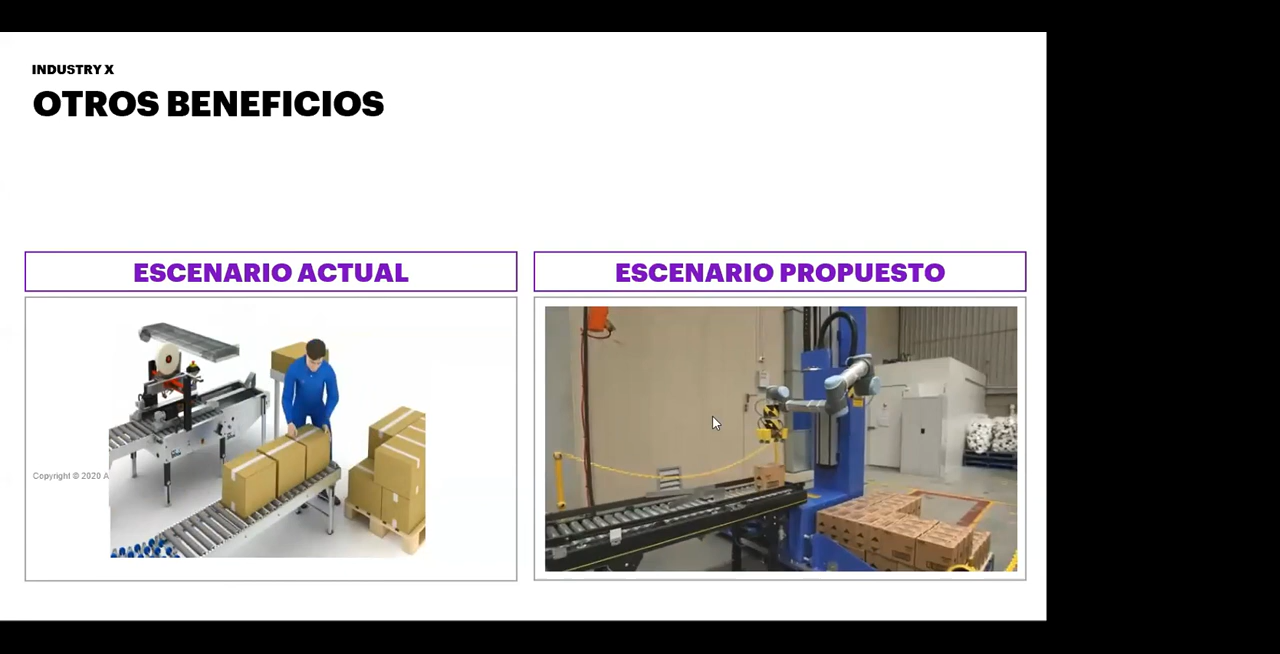 INDUSTRY X
OTROS BENEFICIOS
ESCENARIO ACTUAL
ESCENARIO PROPUESTO
Copyright © 2020 A